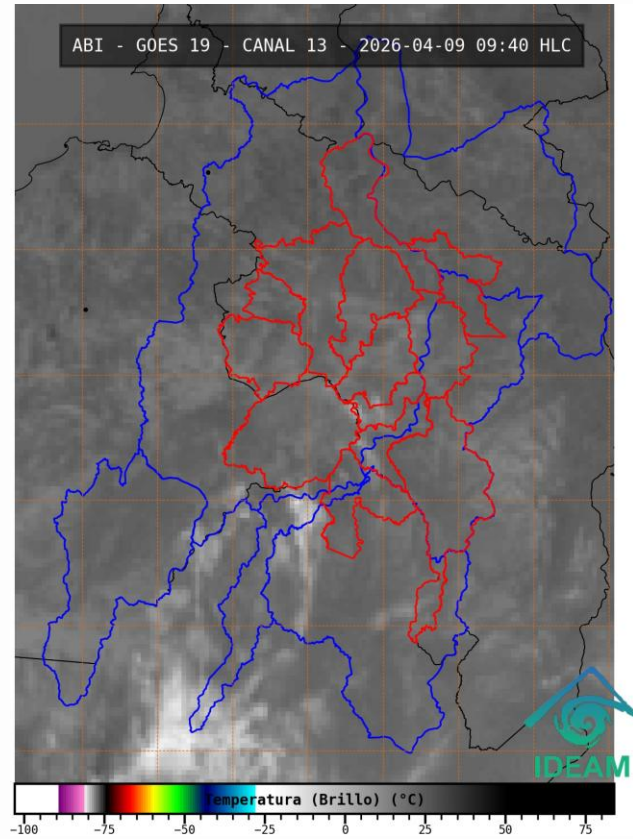 ABI - GOES 19 - CANAL 13 - 2026-04-09 09:40 HLC
IDEAM
Temperatura (Brillo) (°C)
−100 −75 −50 −25 0 25 50 75